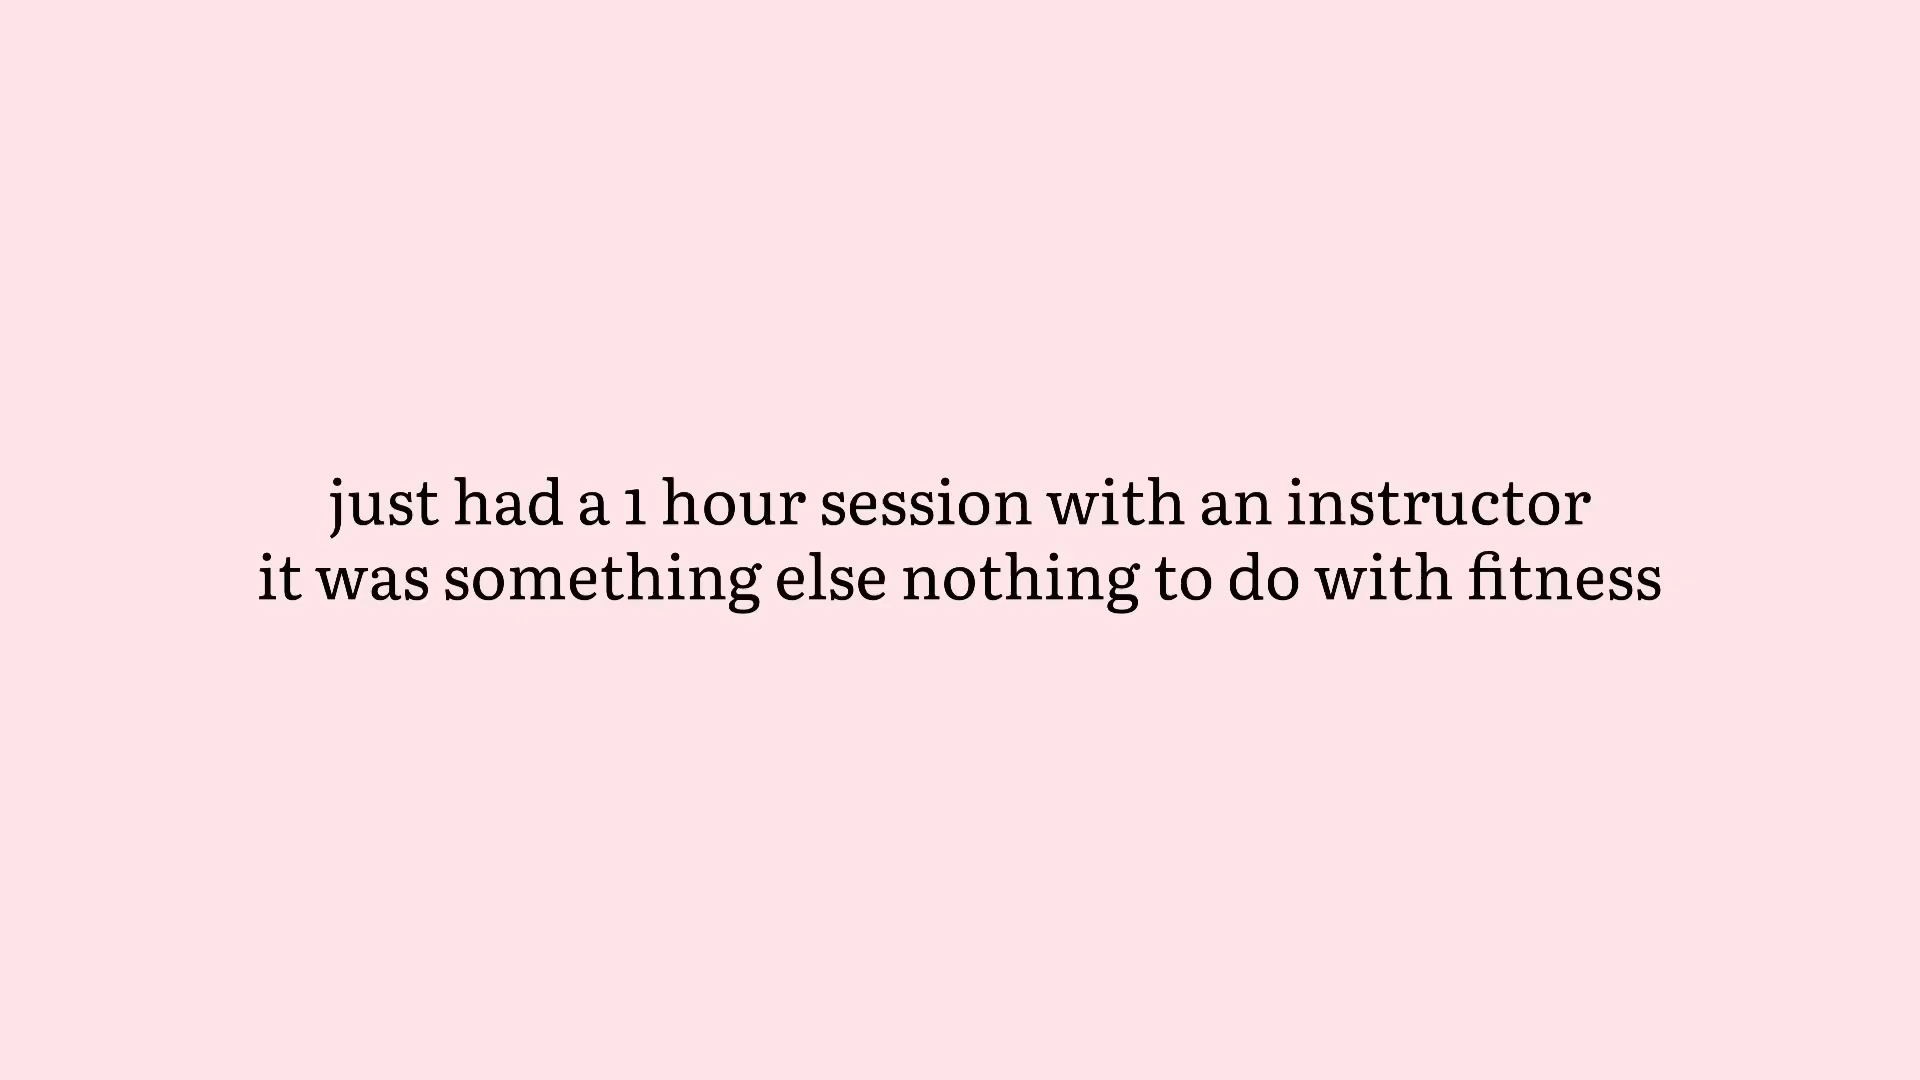 just had a 1 hour session with an instructor
it was something else nothing to do with fitness